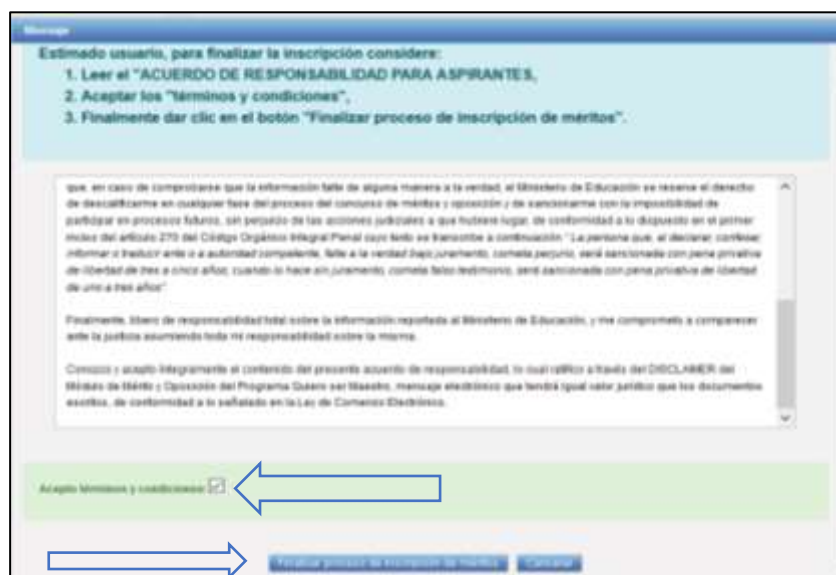 Message
Estimado usuario, para finalizar la inscripción considere:
1. Leer el "ACUERDO DE RESPONSABILIDAD PARA ASPIRANTES,
2. Aceptar los "términos y condiciones",
3. Finalmente dar clic en el botón "Finalizar proceso de inscripción de méritos".
que, en caso de comprobarse que la información falte de alguna manera a la verdad, el Ministerio de Educación se reserve el derecho
de descalificarme en cualquier fase del proceso del concurso de méritos y oposición y de sancionarme con la imposibilidad de
participar en procesos futuros, sin perjuicio de las acciones judiciales a que hubiere lugar, de conformidad a lo dispuesto en el primer
inciso del artículo 270 del Código Orgánico Integral Penal cuyo texto se transcribe a continuación: "La persona que, al declarar, confesar,
informar o traducir ante o a autoridad competente, falte a la verdad bajo juramento, cometa perjurio, será sancionada con pena privativa
de libertad de tres a cinco años; cuando lo hace sin juramento, cometa falso testimonio, será sancionada con pena privativa de libertad
de uno a tres años"
Finalmente, libero de responsabilidad total sobre la información reportada al Ministerio de Educación, y me comprometo a comparecer
ante la justicia asumiendo toda mi responsabilidad sobre la misma.
Conozco y acepto íntegramente el contenido del presente acuerdo de responsabilidad, lo cual ratifico a través del DISCLAIMER del
Módulo de Mérito y Oposición del Programa Quiero ser Maestro, mensaje electrónico que tendrá igual valor jurídico que los documentos
escritos, de conformidad a lo señalado en la Ley de Comercio Electrónico.
Acepto términos y condiciones:
Finalizar proceso de inscripción de méritos Cancelar